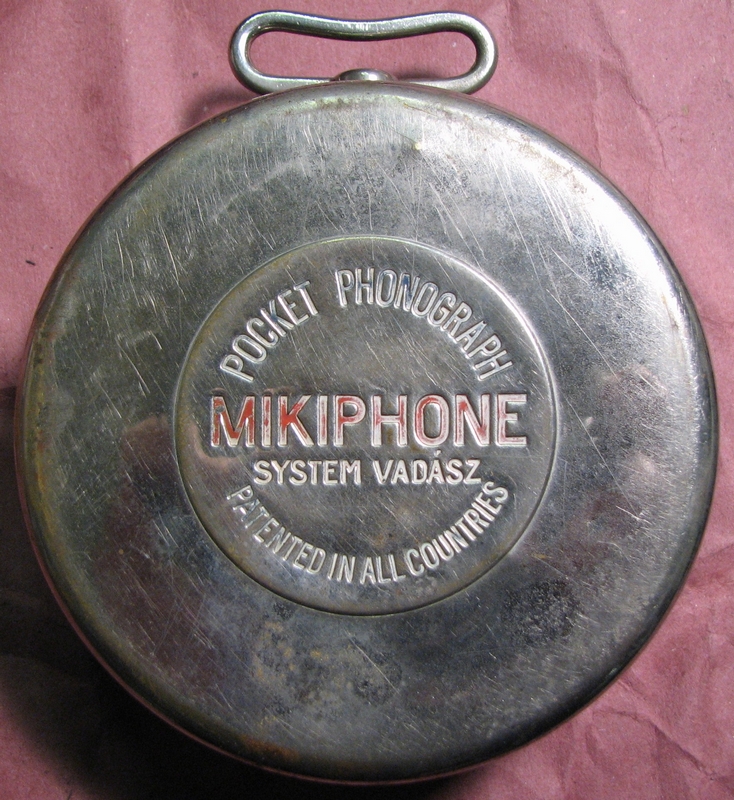 POCKET PHONOGRAPH
MIKIPHONE
SYSTEM VADÁSZ
PATENTED IN ALL COUNTRIES